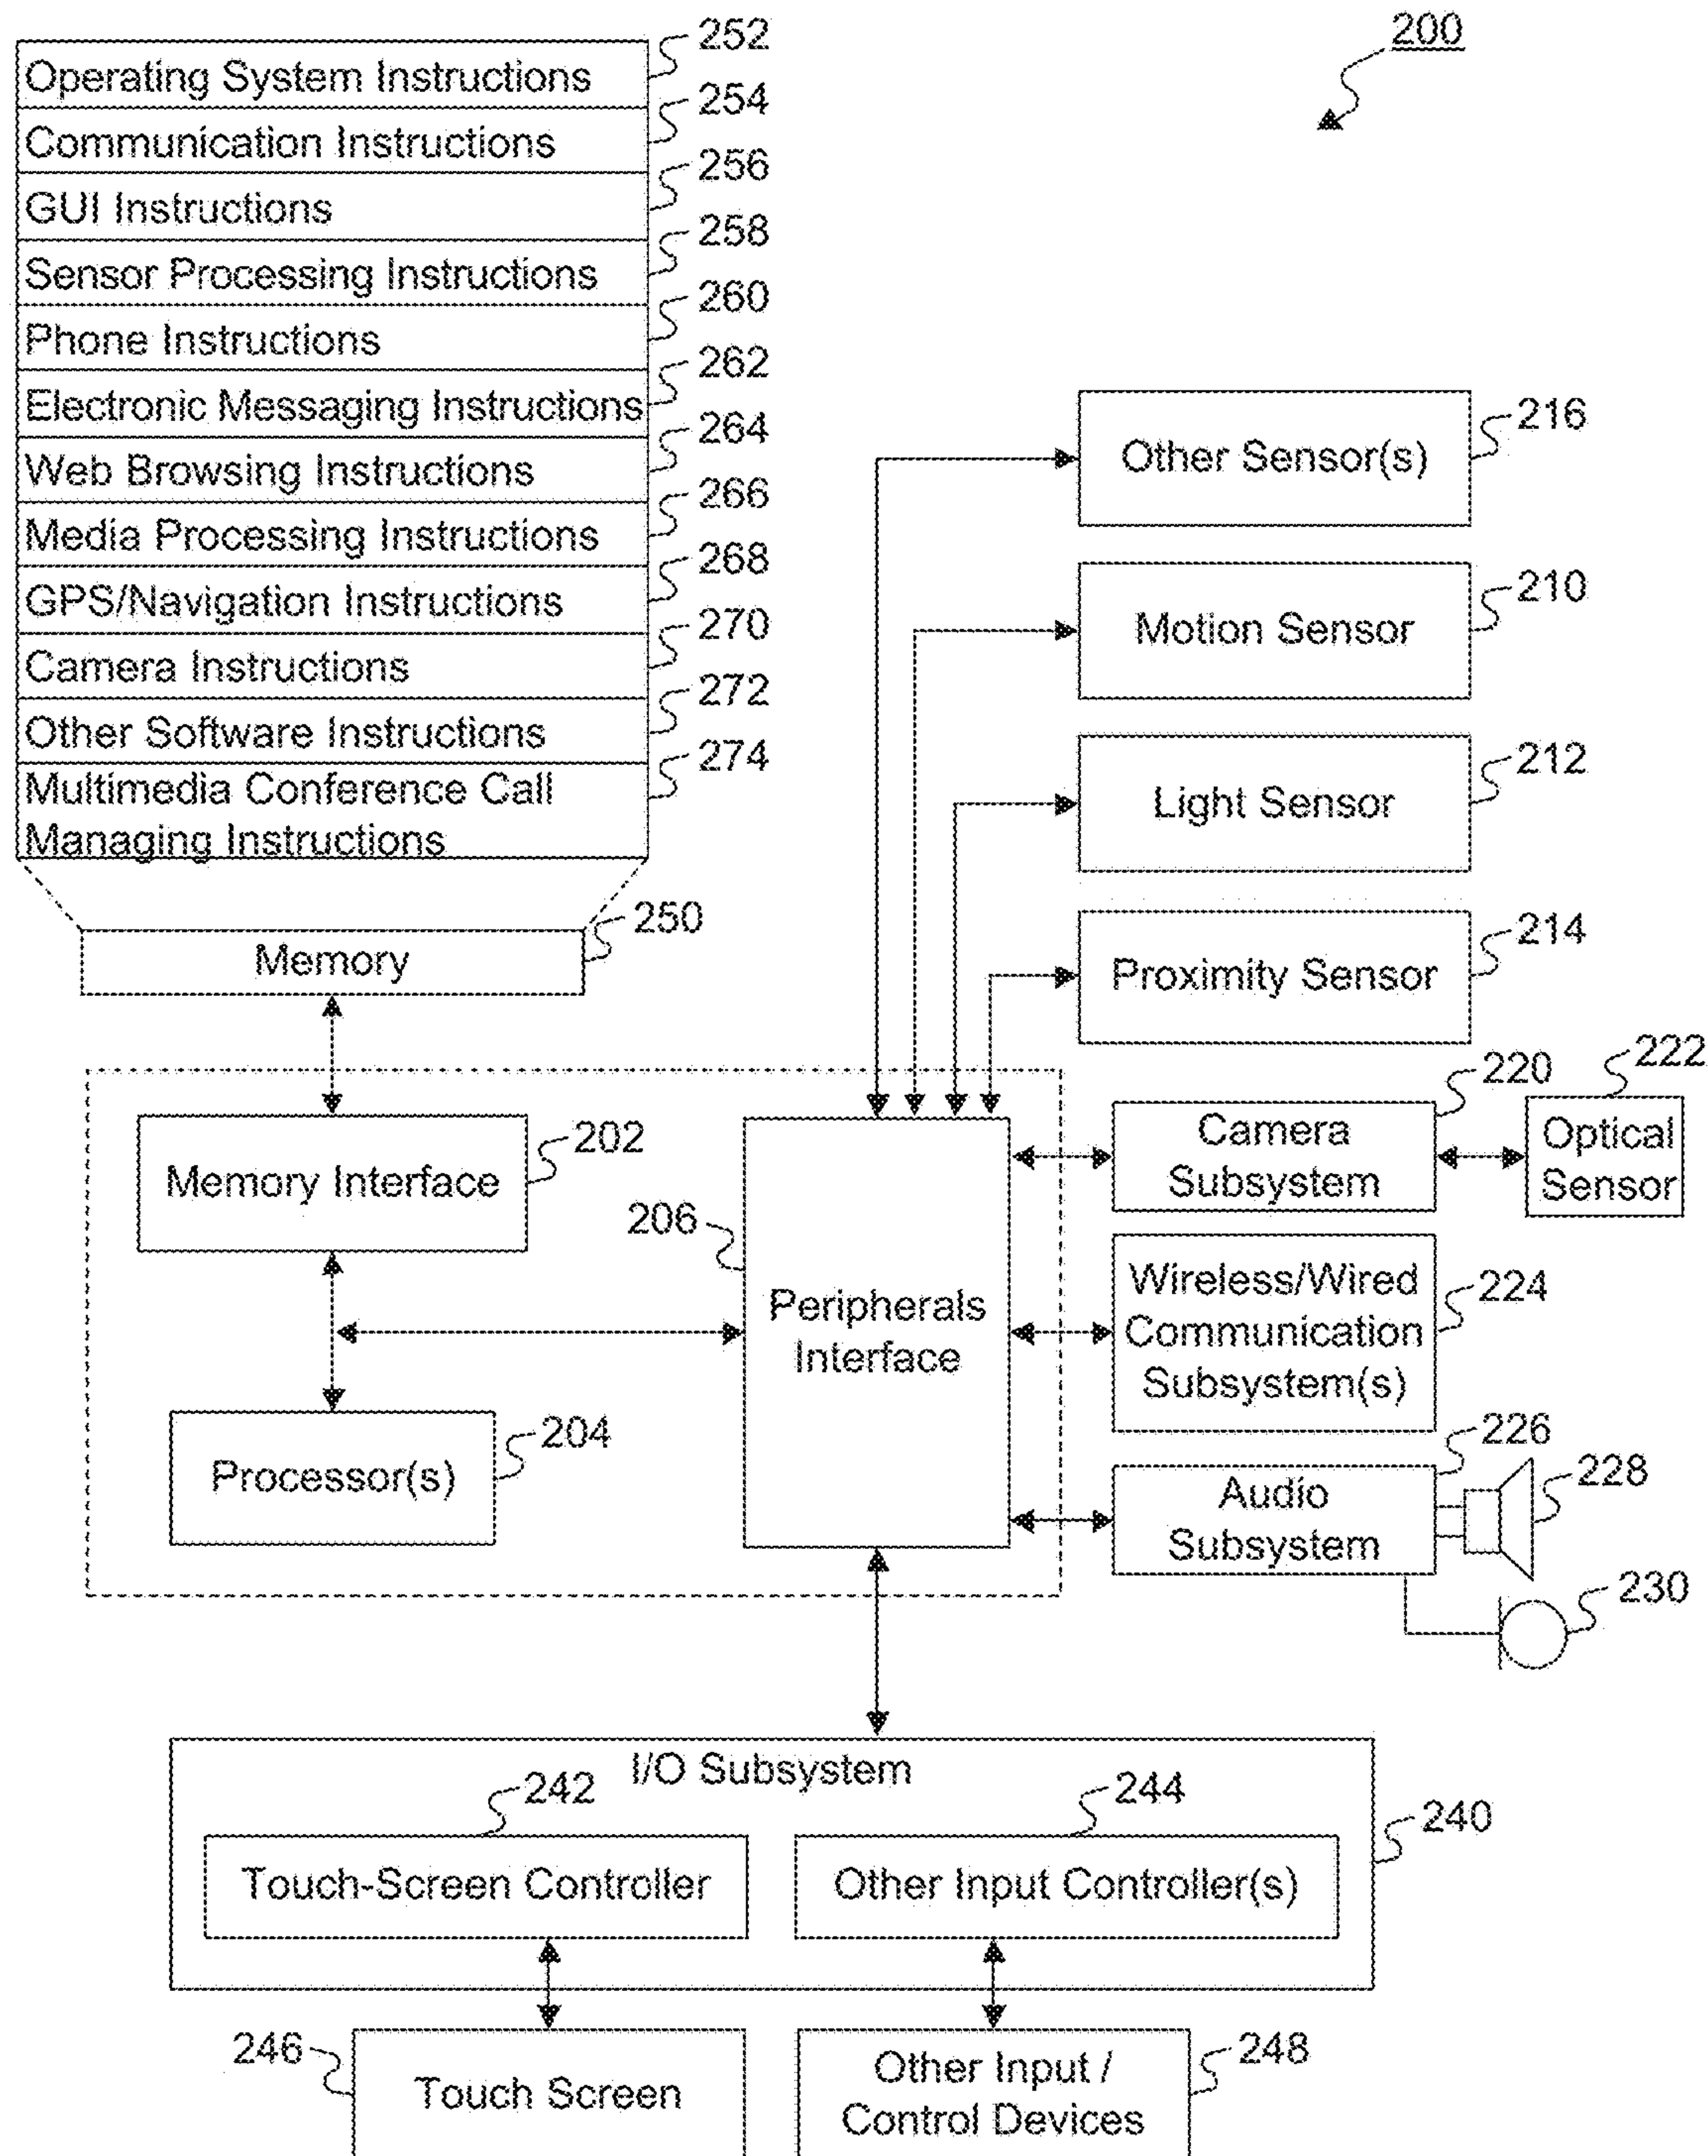 200
252
Operating System Instructions
254
Communication Instructions
256
GUI Instructions
258
Sensor Processing Instructions
260
Phone Instructions
262
Electronic Messaging Instructions
264
Web Browsing Instructions
266
Media Processing Instructions
268
GPS/Navigation Instructions
270
Camera Instructions
272
Other Software Instructions
274
Multimedia Conference Call
Managing Instructions
250
Memory
216
Other Sensor(s)
210
Motion Sensor
212
Light Sensor
214
Proximity Sensor
202
Memory Interface
204
Processor(s)
206
Peripherals
Interface
220
Camera
Subsystem
222
Optical
Sensor
224
Wireless/Wired
Communication
Subsystem(s)
226
Audio
Subsystem
228
230
I/O Subsystem
240
242
Touch-Screen Controller
244
Other Input Controller(s)
246
Touch Screen
248
Other Input /
Control Devices